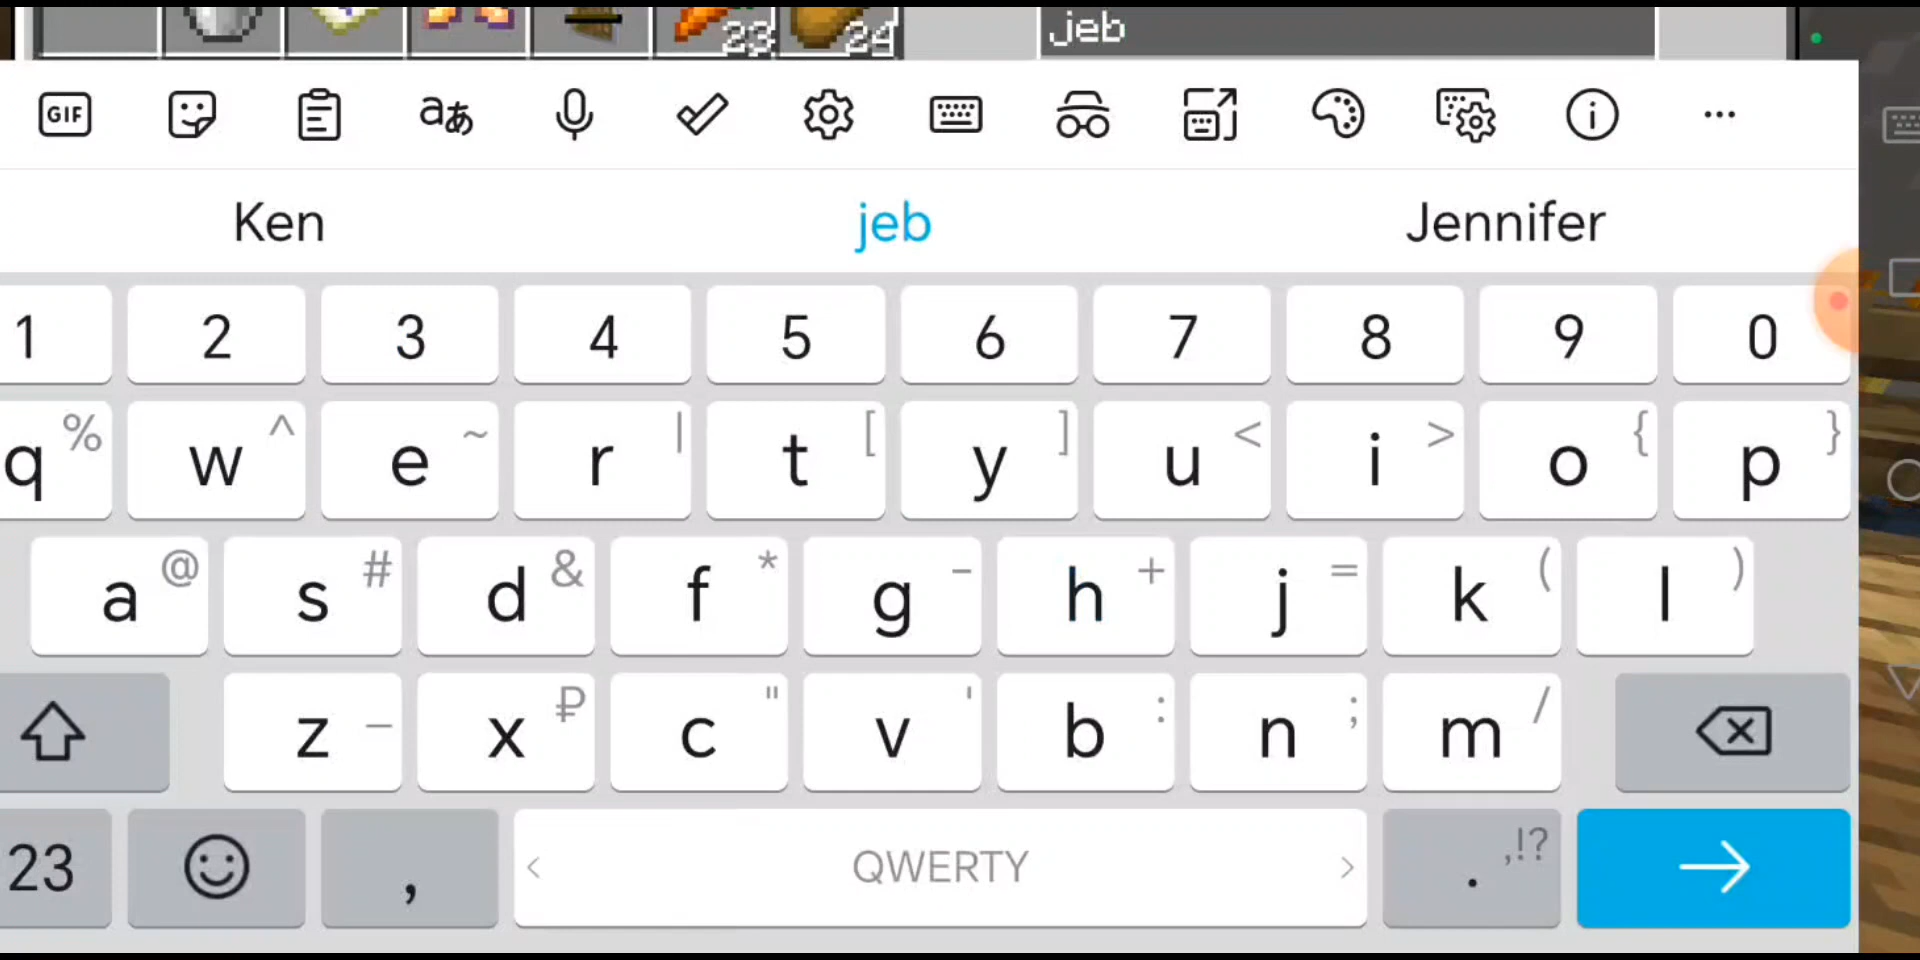 23 24 jeb
GIF aあ
Ken jeb Jennifer
1 2 3 4 5 6 7 8 9 0
q % w ^ e ~ r | t [ y ] u < i > o { p }
a @ s # d & f * g - h + j = k ( l )
z _ x ₽ c " v ' b : n ; m /
23 , < QWERTY > . ,!?